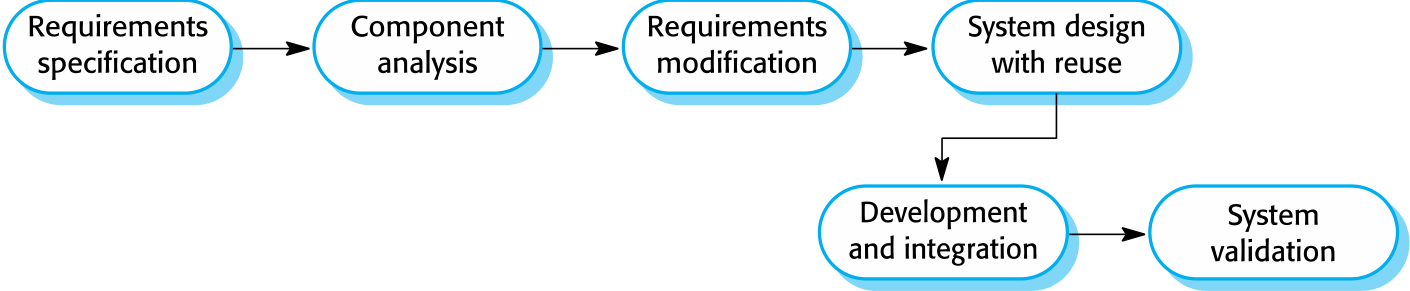 Requirements
specification
Component
analysis
Requirements
modification
System design
with reuse
Development
and integration
System
validation